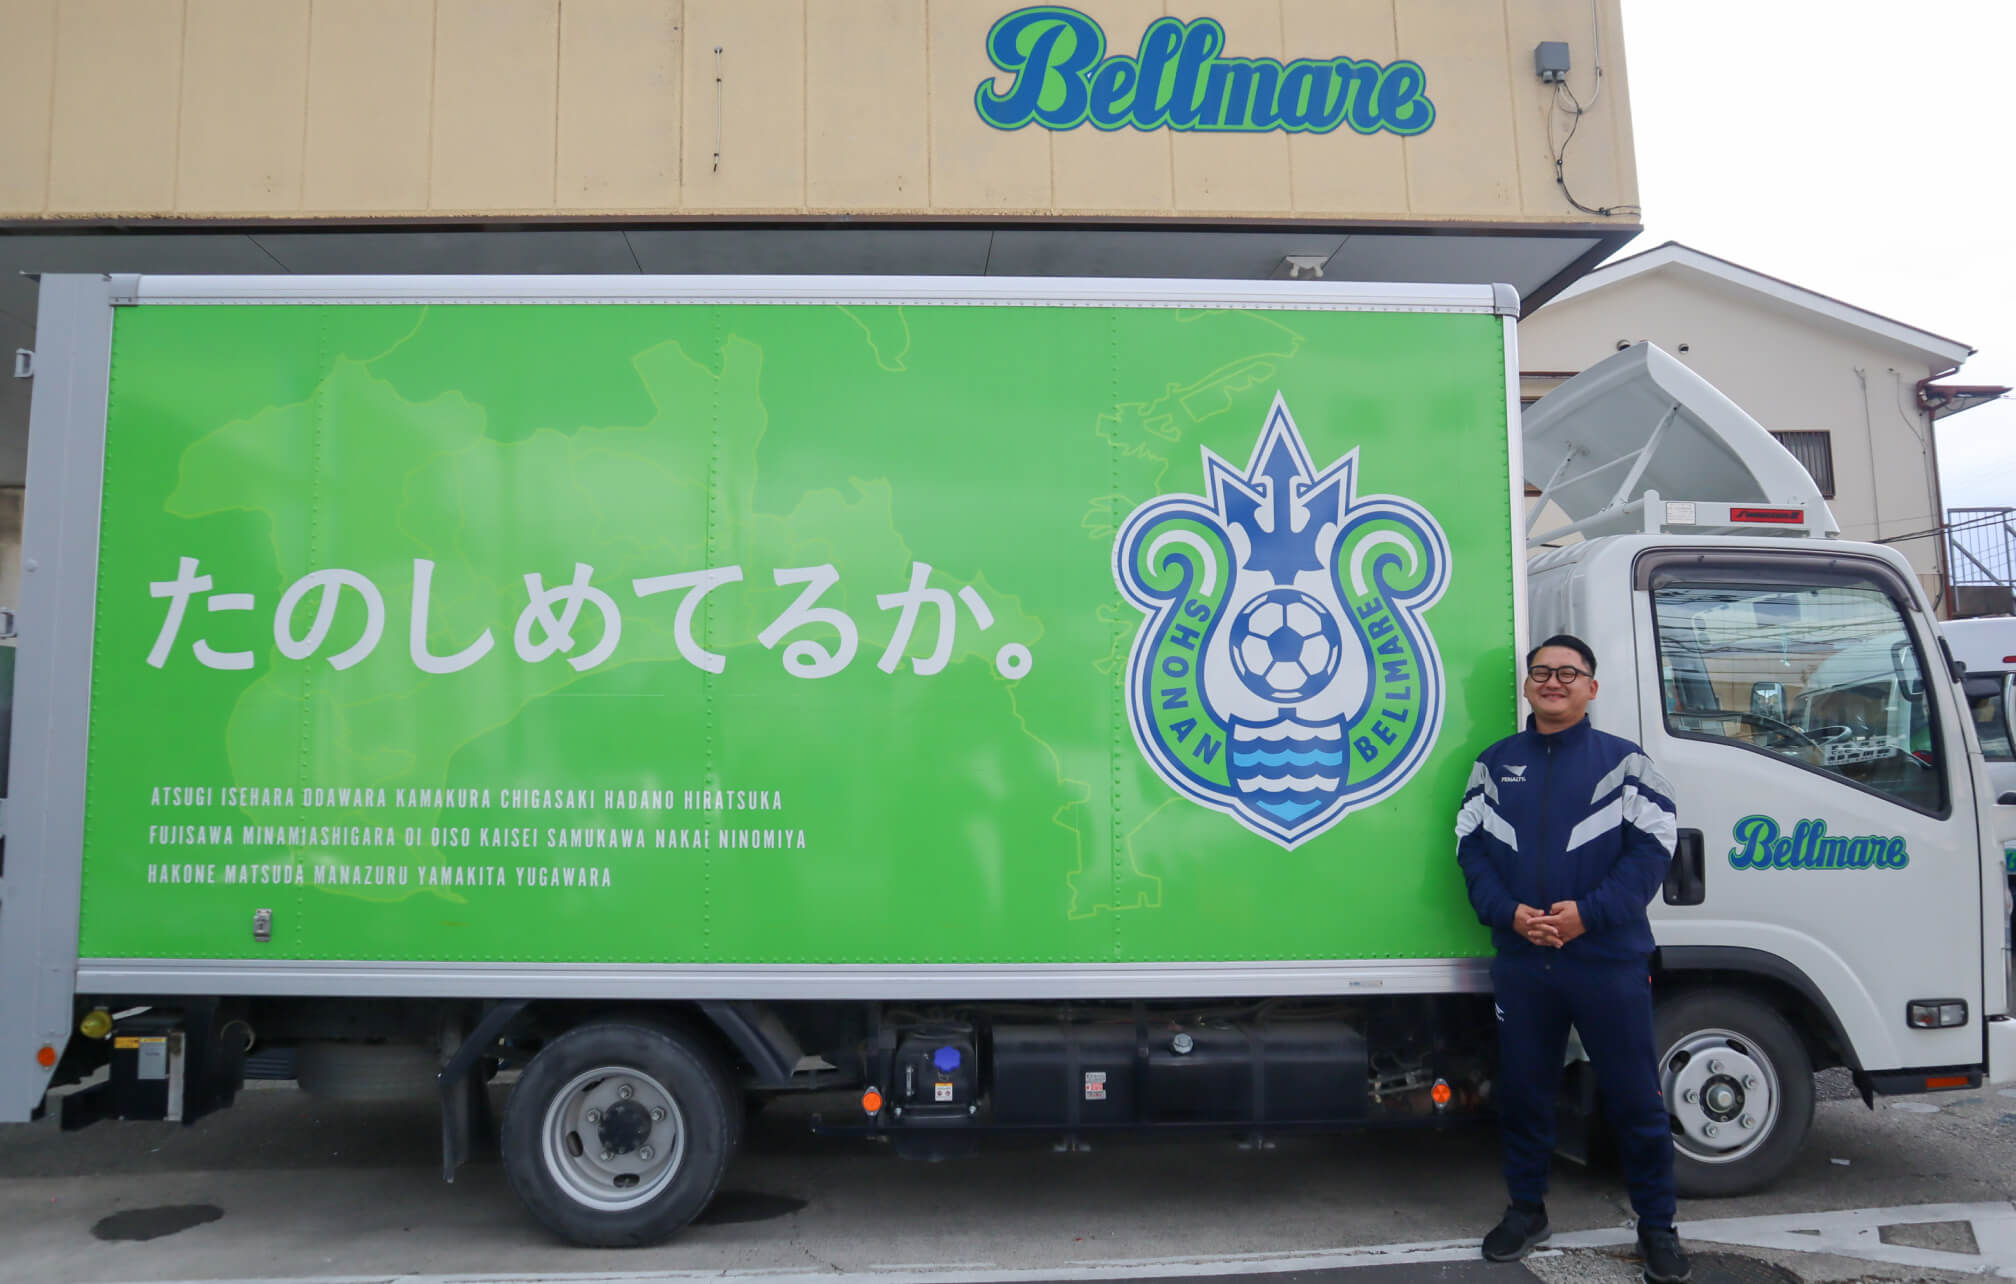 Bellmare
たのしめてるか。
SHONAN
BELLMARE
ATSUGI ISEHARA ODAWARA KAMAKURA CHIGASAKI HADANO HIRATSUKA
FUJISAWA MINAMIASHIGARA OI OISO KAISEI SAMUKAWA NAKAI NINOMIYA
HAKONE MATSUDA MANAZURU YAMAKITA YUGAWARA
PENALTY
Bellmare